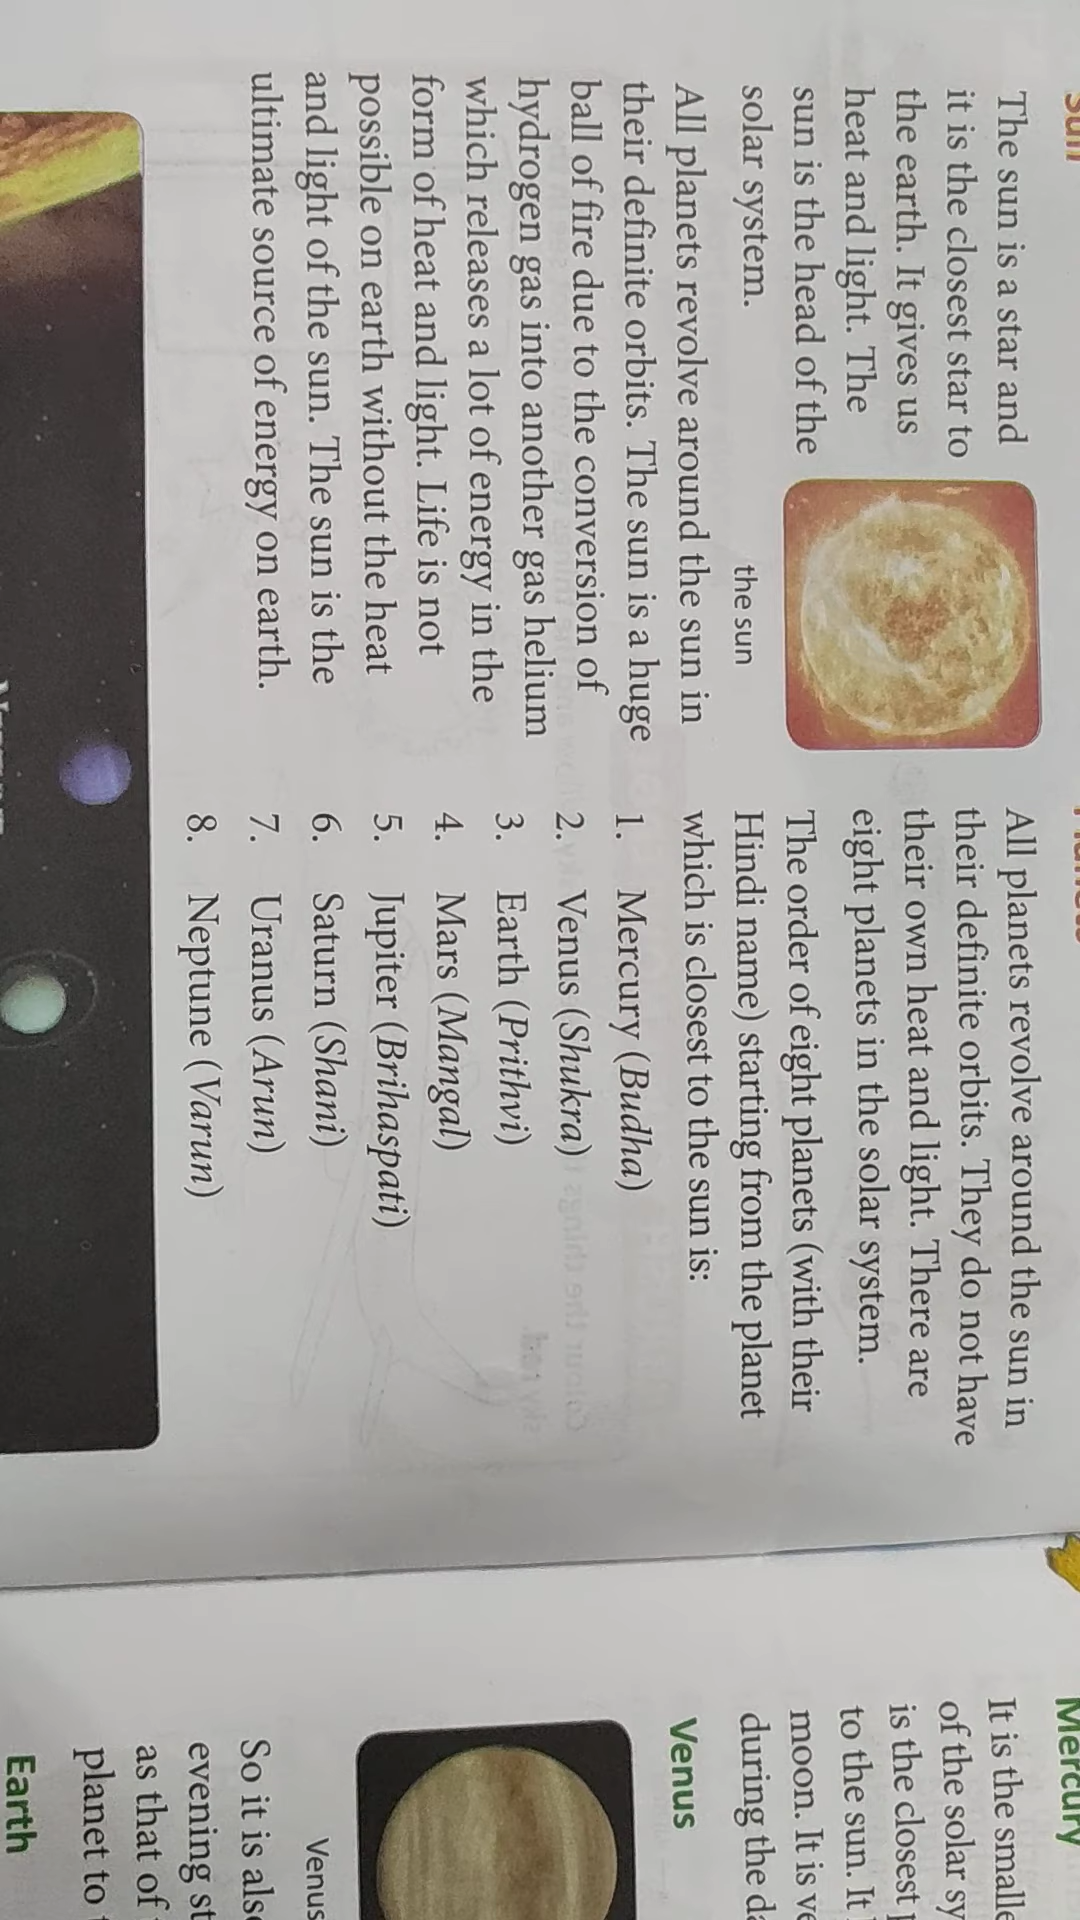 Sun
The sun is a star and
it is the closest star to
the earth. It gives us
heat and light. The
sun is the head of the
solar system.
the sun
All planets revolve around the sun in
their definite orbits. The sun is a huge
ball of fire due to the conversion of
hydrogen gas into another gas helium
which releases a lot of energy in the
form of heat and light. Life is not
possible on earth without the heat
and light of the sun. The sun is the
ultimate source of energy on earth.
All planets revolve around the sun in
their definite orbits. They do not have
their own heat and light. There are
eight planets in the solar system.
The order of eight planets (with their
Hindi name) starting from the planet
which is closest to the sun is:
1. Mercury (Budha)
2. Venus (Shukra)
3. Earth (Prithvi)
4. Mars (Mangal)
5. Jupiter (Brihaspati)
6. Saturn (Shani)
7. Uranus (Arun)
8. Neptune (Varun)
Mercury
It is the smalle
of the solar sy
is the closest
to the sun. It
moon. It is ve
during the da
Venus
Venus
So it is also
evening st
as that of
planet to
Earth